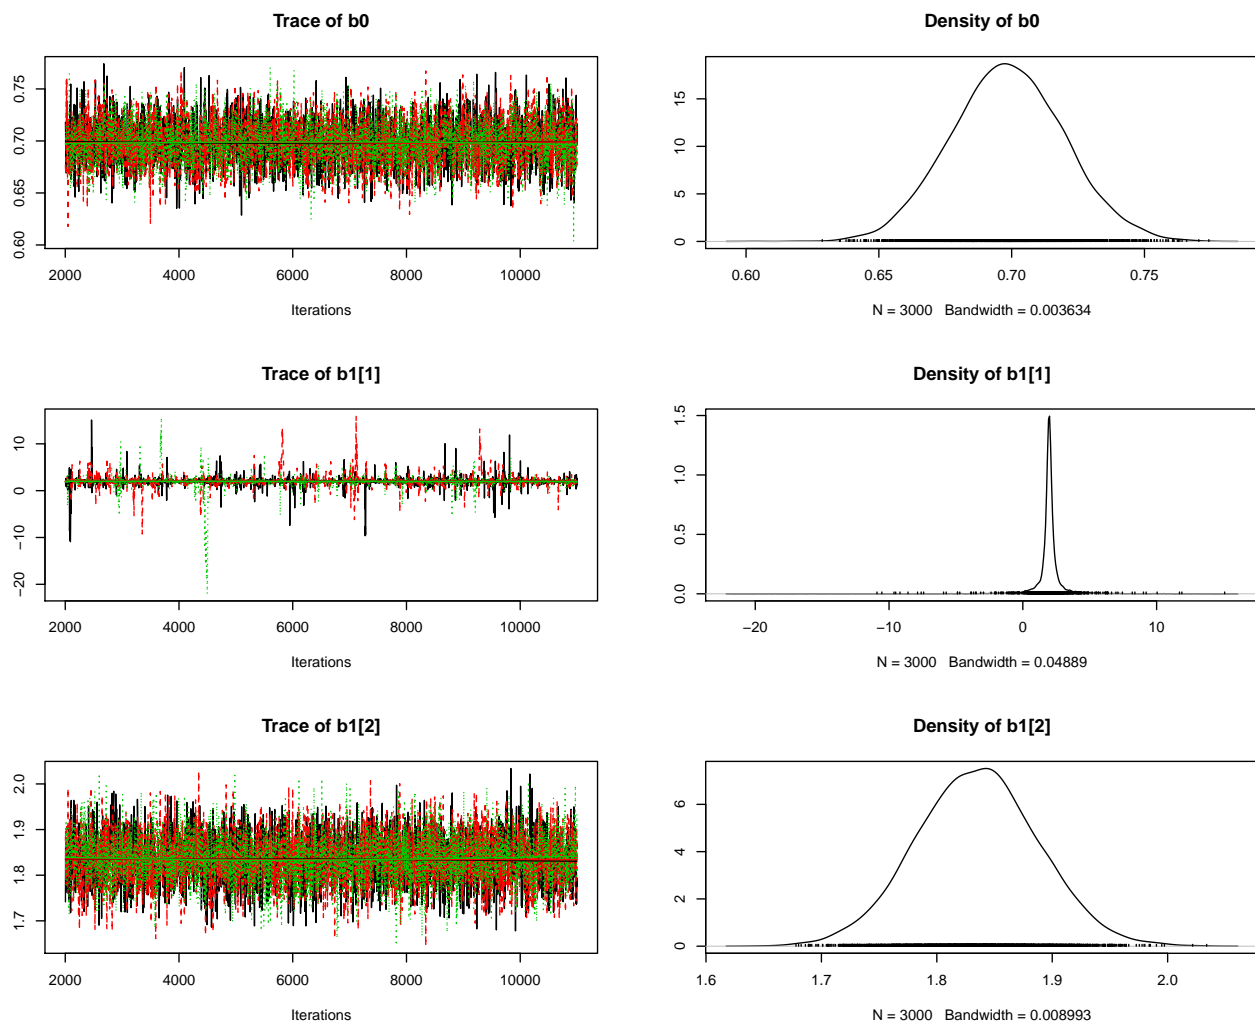 Trace of b0
0.60 0.65 0.70 0.75
2000 4000 6000 8000 10000
Iterations
Density of b0
0 5 10 15
0.60 0.65 0.70 0.75
N = 3000 Bandwidth = 0.003634
Trace of b1[1]
−20 −10 0 10
2000 4000 6000 8000 10000
Iterations
Density of b1[1]
0.0 0.5 1.0 1.5
−20 −10 0 10
N = 3000 Bandwidth = 0.04889
Trace of b1[2]
1.7 1.8 1.9 2.0
2000 4000 6000 8000 10000
Iterations
Density of b1[2]
0 2 4 6
1.6 1.7 1.8 1.9 2.0
N = 3000 Bandwidth = 0.008993